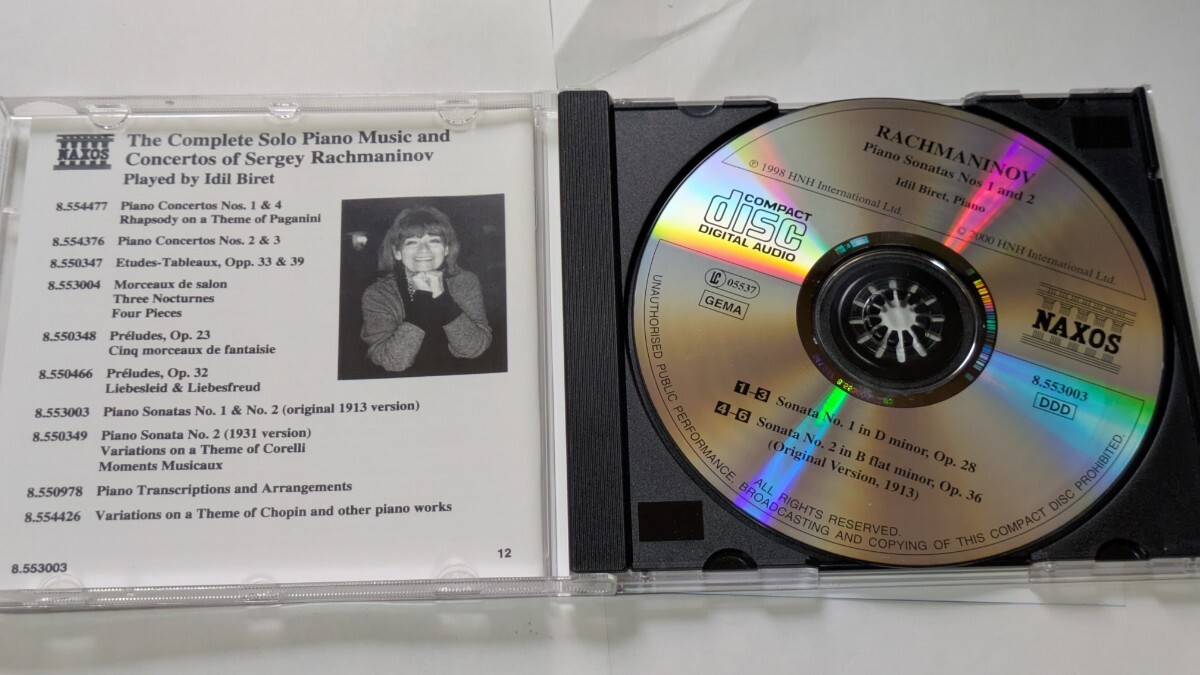 NAXOS
The Complete Solo Piano Music and
Concertos of Sergey Rachmaninov
Played by Idil Biret
8.554477 Piano Concertos Nos. 1 & 4
Rhapsody on a Theme of Paganini
8.554376 Piano Concertos Nos. 2 & 3
8.550347 Etudes-Tableaux, Opp. 33 & 39
8.553004 Morceaux de salon
Three Nocturnes
Four Pieces
8.550348 Préludes, Op. 23
Cinq morceaux de fantaisie
8.550466 Préludes, Op. 32
Liebesleid & Liebesfreud
8.553003 Piano Sonatas No. 1 & No. 2 (original 1913 version)
8.550349 Piano Sonata No. 2 (1931 version)
Variations on a Theme of Corelli
Moments Musicaux
8.550978 Piano Transcriptions and Arrangements
8.554426 Variations on a Theme of Chopin and other piano works
8.553003
12
RACHMANINOV
Piano Sonatas Nos 1 and 2
Idil Biret, Piano
℗ 1998 HNH International Ltd.
© 2000 HNH International Ltd.
COMPACT
disc
DIGITAL AUDIO
LC 05537
GEMA
NAXOS
8.553003
DDD
1–3 Sonata No. 1 in D minor, Op. 28
4–6 Sonata No. 2 in B flat minor, Op. 36
(Original Version, 1913)
ALL RIGHTS RESERVED.
UNAUTHORISED PUBLIC PERFORMANCE, BROADCASTING AND COPYING OF THIS COMPACT DISC PROHIBITED.